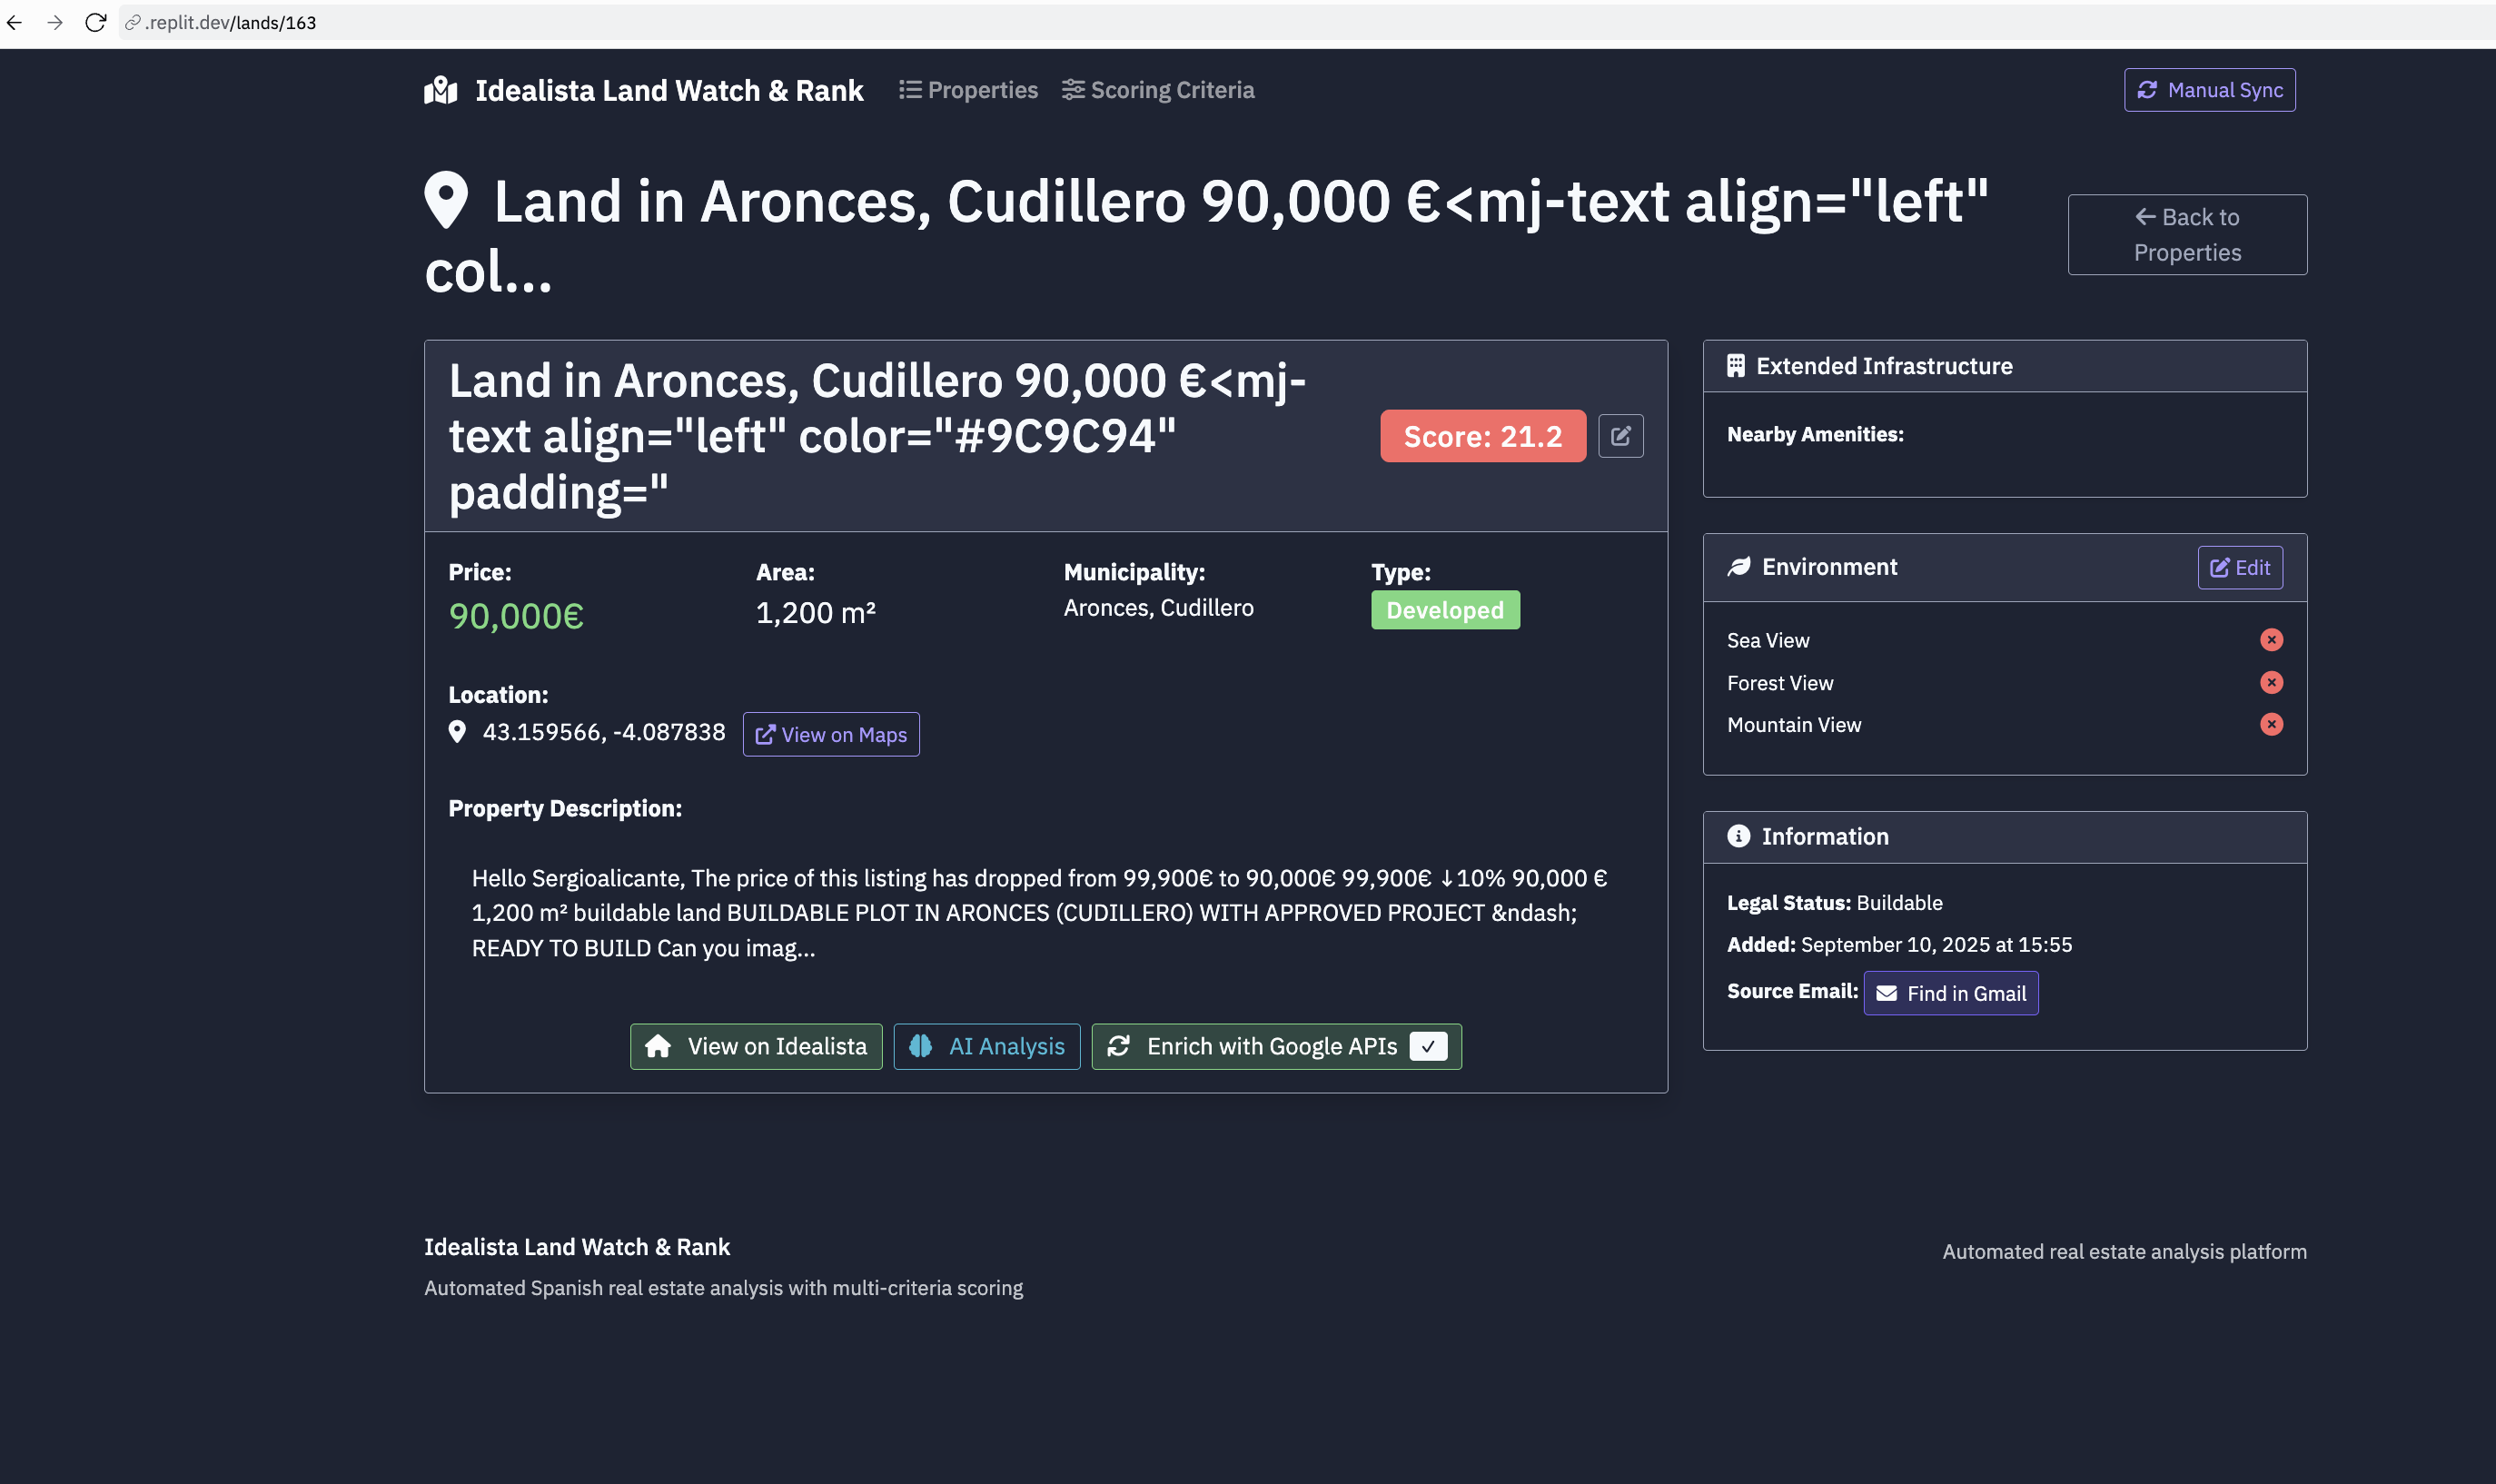 .replit.dev/lands/163
Idealista Land Watch & Rank
Properties
Scoring Criteria
Manual Sync
Land in Aronces, Cudillero 90,000 €<mj-text align="left"
col...
← Back to
Properties
Land in Aronces, Cudillero 90,000 €<mj-
text align="left" color="#9C9C94"
padding="
Score: 21.2
Price:
90,000€
Area:
1,200 m²
Municipality:
Aronces, Cudillero
Type:
Developed
Location:
43.159566, -4.087838
View on Maps
Property Description:
Hello Sergioalicante, The price of this listing has dropped from 99,900€ to 90,000€ 99,900€ ↓10% 90,000 €
1,200 m² buildable land BUILDABLE PLOT IN ARONCES (CUDILLERO) WITH APPROVED PROJECT &ndash;
READY TO BUILD Can you imag...
View on Idealista
AI Analysis
Enrich with Google APIs ✓
Extended Infrastructure
Nearby Amenities:
Environment
Edit
Sea View
Forest View
Mountain View
Information
Legal Status: Buildable
Added: September 10, 2025 at 15:55
Source Email: Find in Gmail
Idealista Land Watch & Rank
Automated Spanish real estate analysis with multi-criteria scoring
Automated real estate analysis platform